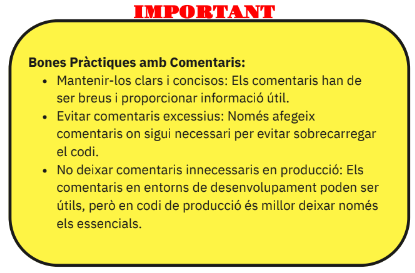 IMPORTANT
Bones Pràctiques amb Comentaris:
• Mantenir-los clars i concisos: Els comentaris han de
ser breus i proporcionar informació útil.
• Evitar comentaris excessius: Només afegeix
comentaris on sigui necessari per evitar sobrecarregar
el codi.
• No deixar comentaris innecessaris en producció: Els
comentaris en entorns de desenvolupament poden ser
útils, però en codi de producció és millor deixar només
els essencials.